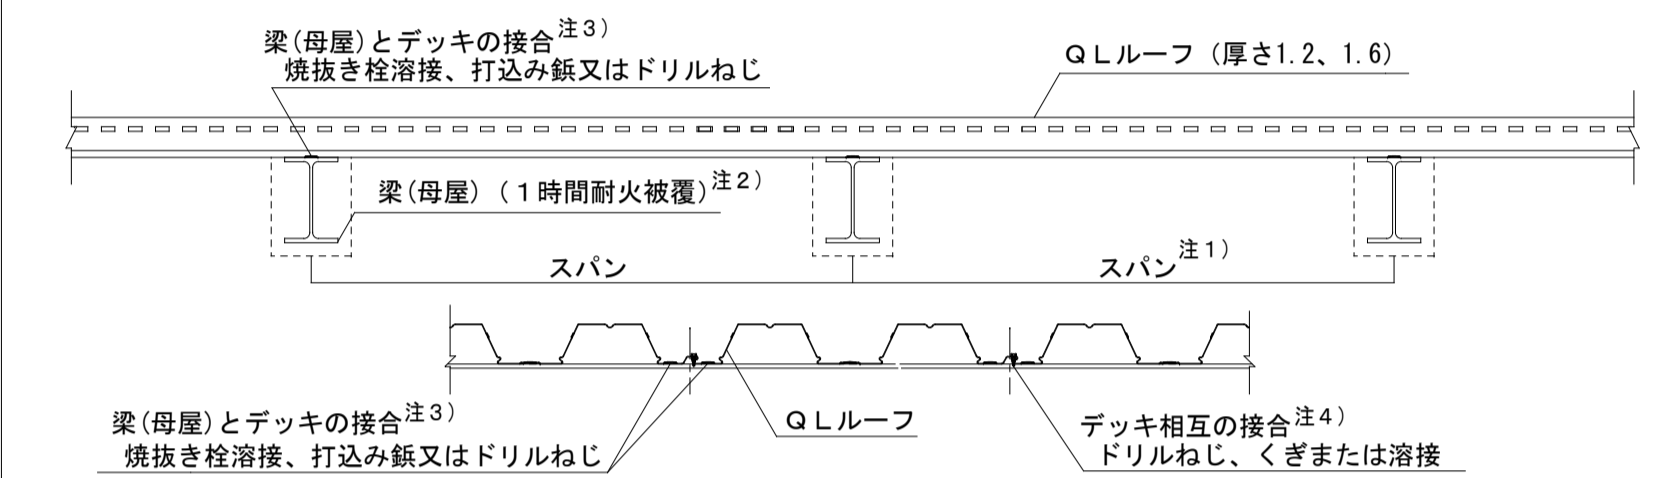 梁(母屋)とデッキの接合注3)
焼抜き栓溶接、打込み鋲又はドリルねじ
QLルーフ(厚さ1.2、1.6)
梁(母屋)(1時間耐火被覆)注2)
スパン
スパン注1)
梁(母屋)とデッキの接合注3)
焼抜き栓溶接、打込み鋲又はドリルねじ
QLルーフ
デッキ相互の接合注4)
ドリルねじ、くぎまたは溶接